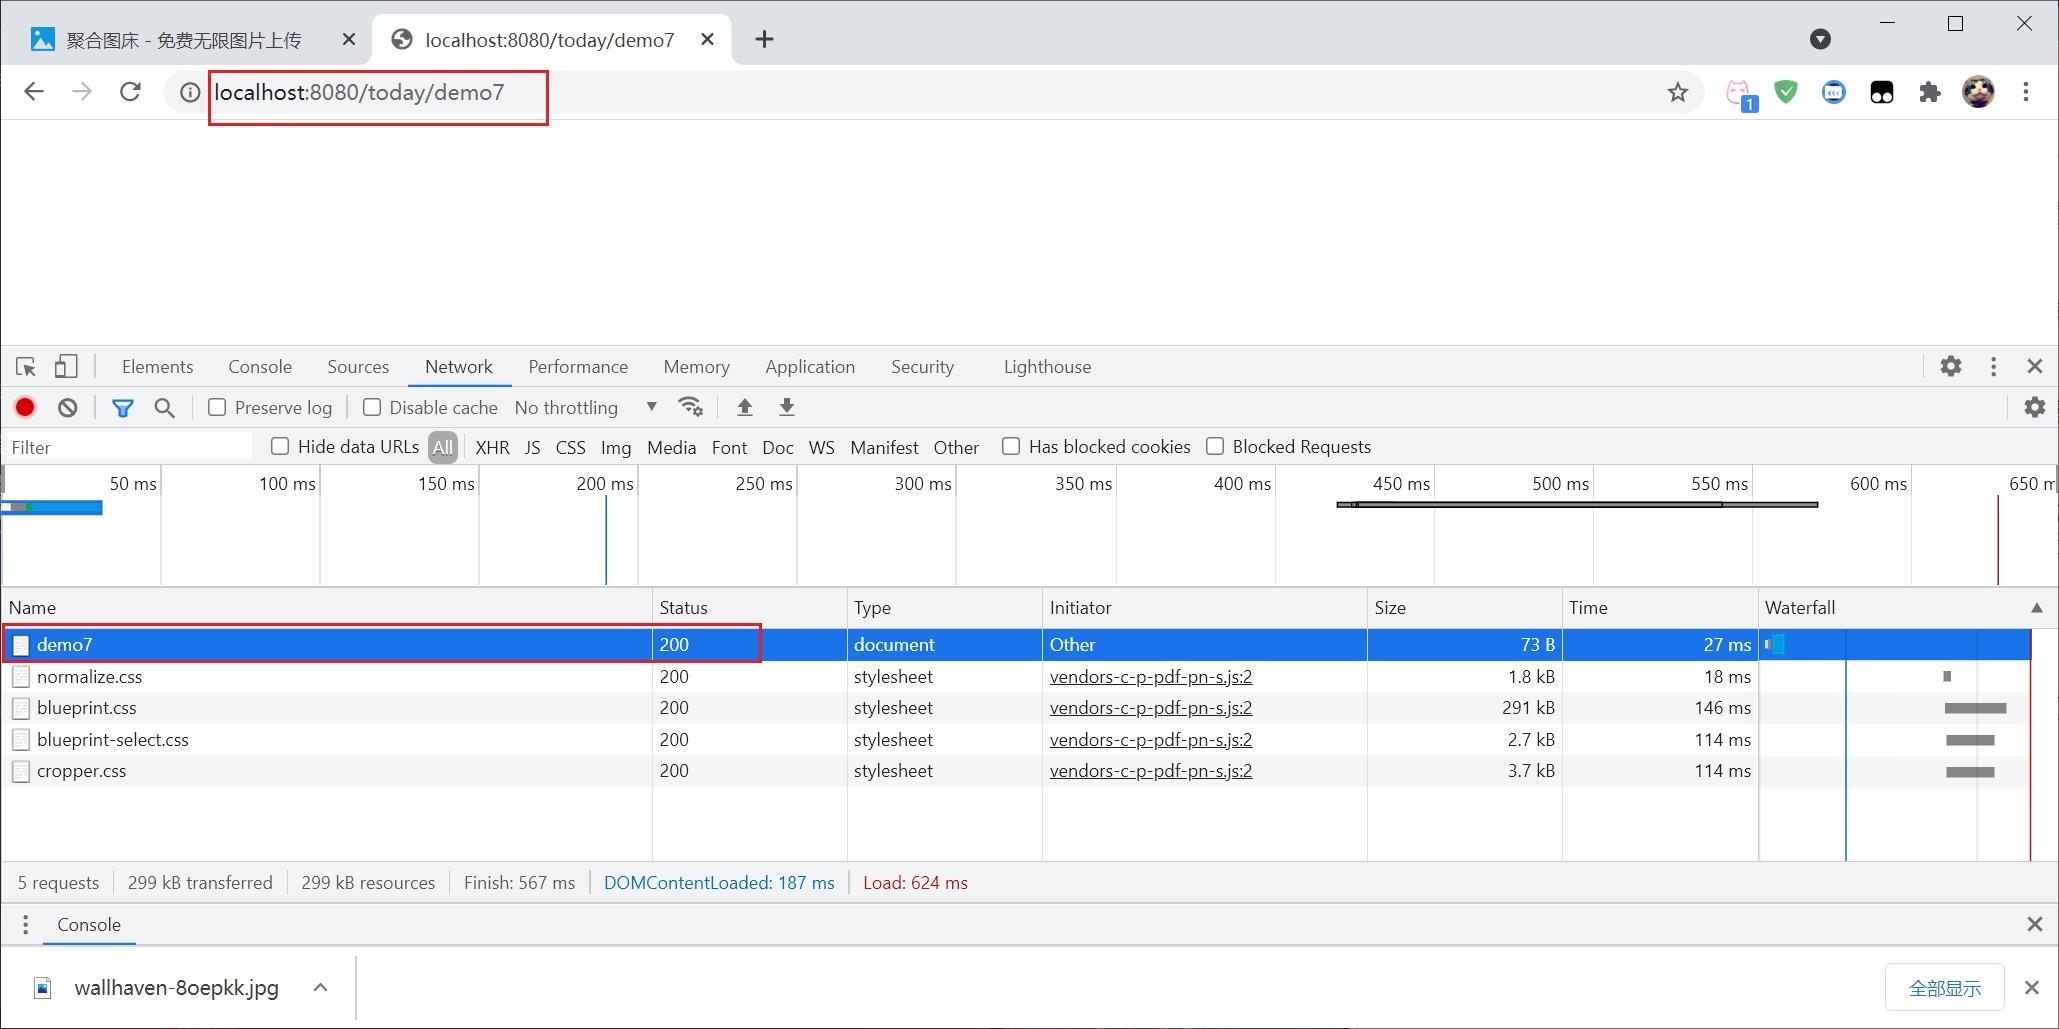 聚合图床 - 免费无限图片上传
localhost:8080/today/demo7
localhost:8080/today/demo7
1
Elements Console Sources Network Performance Memory Application Security Lighthouse
Preserve log Disable cache No throttling
Filter Hide data URLs All XHR JS CSS Img Media Font Doc WS Manifest Other Has blocked cookies Blocked Requests
50 ms 100 ms 150 ms 200 ms 250 ms 300 ms 350 ms 400 ms 450 ms 500 ms 550 ms 600 ms 650 m
Name Status Type Initiator Size Time Waterfall
demo7 200 document Other 73 B 27 ms
normalize.css 200 stylesheet vendors-c-p-pdf-pn-s.js:2 1.8 kB 18 ms
blueprint.css 200 stylesheet vendors-c-p-pdf-pn-s.js:2 291 kB 146 ms
blueprint-select.css 200 stylesheet vendors-c-p-pdf-pn-s.js:2 2.7 kB 114 ms
cropper.css 200 stylesheet vendors-c-p-pdf-pn-s.js:2 3.7 kB 114 ms
5 requests 299 kB transferred 299 kB resources Finish: 567 ms DOMContentLoaded: 187 ms Load: 624 ms
Console
wallhaven-8oepkk.jpg 全部显示